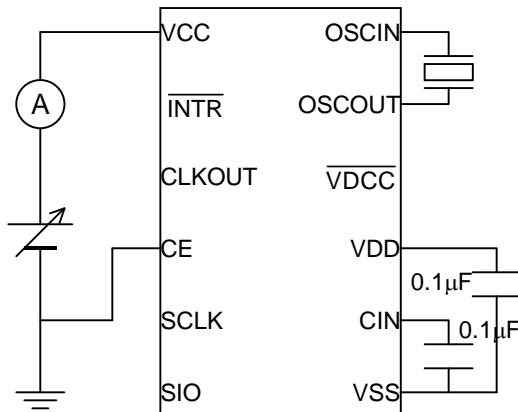 VCC OSCIN
A
INTR OSCOUT
CLKOUT VDCC
CE VDD
0.1μF
SCLK CIN
0.1μF
SIO VSS